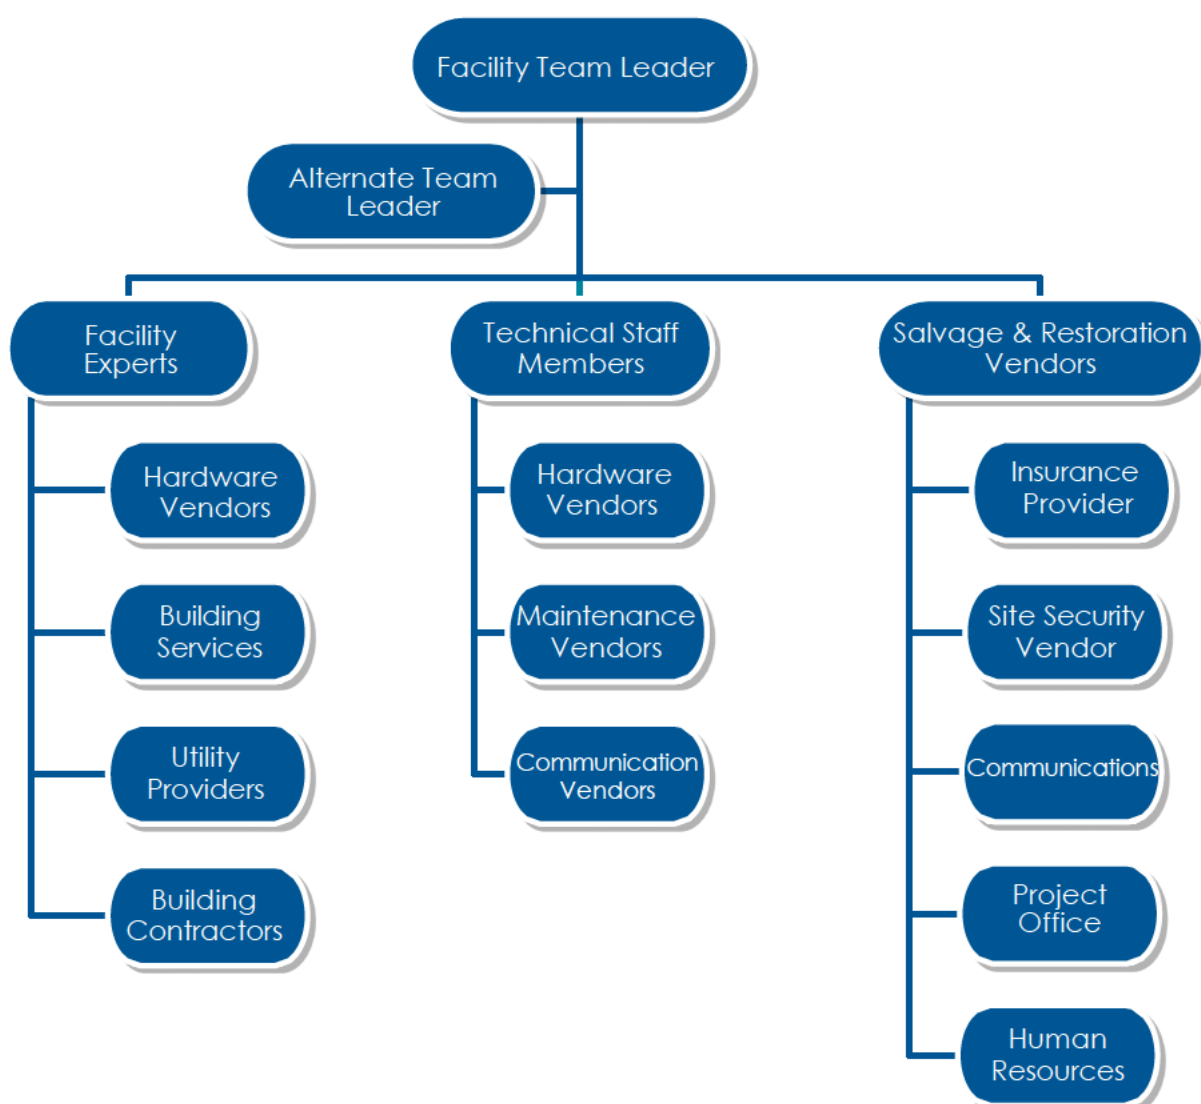 Facility Team Leader
Alternate Team
Leader
Facility
Experts
Technical Staff
Members
Salvage & Restoration
Vendors
Hardware
Vendors
Building
Services
Utility
Providers
Building
Contractors
Hardware
Vendors
Maintenance
Vendors
Communication
Vendors
Insurance
Provider
Site Security
Vendor
Communications
Project
Office
Human
Resources